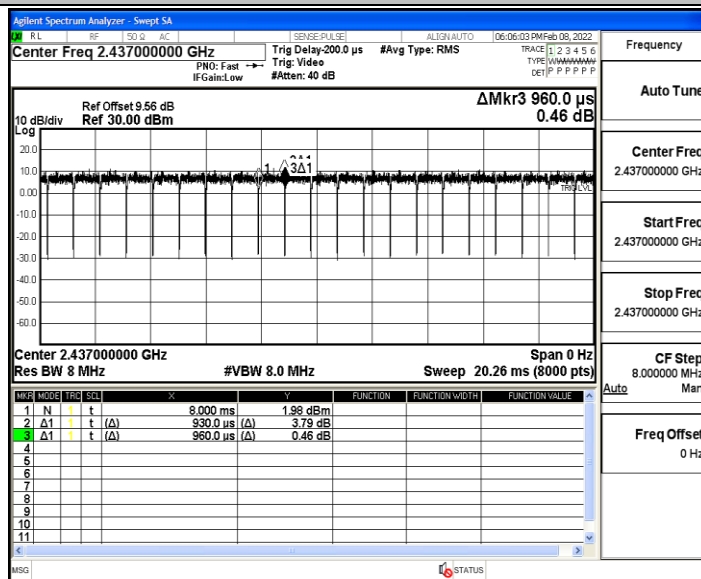 Agilent Spectrum Analyzer - Swept SA
RL RF 50 Ω AC SENSE:PULSE ALIGN AUTO 06:06:03 PM Feb 08, 2022
Center Freq 2.437000000 GHz
PNO: Fast
IFGain:Low
Trig Delay-200.0 µs
Trig: Video
#Atten: 40 dB
#Avg Type: RMS
TRACE 1 2 3 4 5 6
TYPE
DET P P P P P P
ΔMkr3 960.0 µs
0.46 dB
Ref Offset 9.56 dB
10 dB/div Ref 30.00 dBm
Log
20.0
10.0
0.00
-10.0
-20.0
-30.0
-40.0
-50.0
-60.0
1
3Δ1
TRIG LVL
Center 2.437000000 GHz Span 0 Hz
Res BW 8 MHz #VBW 8.0 MHz Sweep 20.26 ms (8000 pts)
MKR MODE TRC SCL X Y FUNCTION FUNCTION WIDTH FUNCTION VALUE
1 N 1 t 8.000 ms 1.98 dBm
2 Δ1 1 t (Δ) 930.0 µs (Δ) 3.79 dB
3 Δ1 1 t (Δ) 960.0 µs (Δ) 0.46 dB
4
5
6
7
8
9
10
11
MSG STATUS
Frequency
Auto Tune
Center Freq
2.437000000 GHz
Start Freq
2.437000000 GHz
Stop Freq
2.437000000 GHz
CF Step
8.000000 MHz
Auto Man
Freq Offset
0 Hz